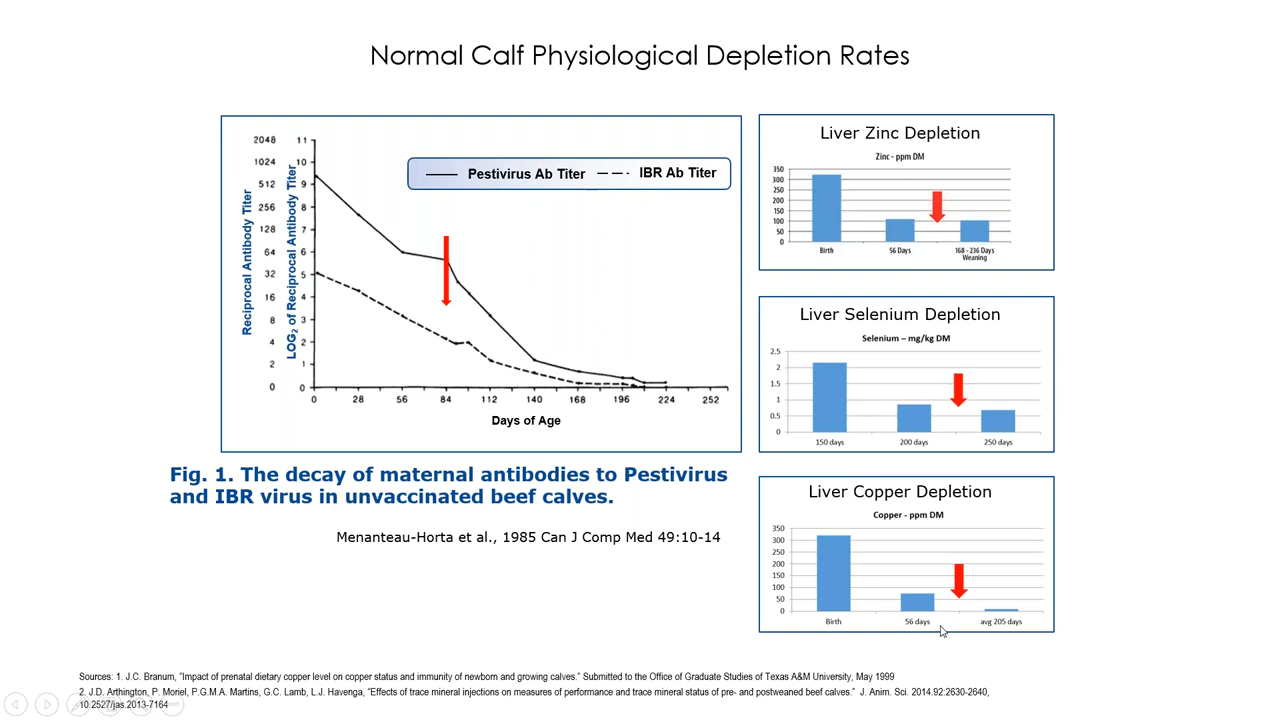 Normal Calf Physiological Depletion Rates
Pestivirus Ab Titer
IBR Ab Titer
Reciprocal Antibody Titer
2048
1024
512
256
128
64
32
16
8
4
2
0
LOG2 of Reciprocal Antibody Titer
11
10
9
8
7
6
5
4
3
2
1
0
0 28 56 84 112 140 168 196 224 252
Days of Age
Fig. 1. The decay of maternal antibodies to Pestivirus
and IBR virus in unvaccinated beef calves.
Menanteau-Horta et al., 1985 Can J Comp Med 49:10-14
Liver Zinc Depletion
Zinc - ppm DM
350
300
250
200
150
100
50
0
Birth 56 Days 168 - 236 Days
Weaning
Liver Selenium Depletion
Selenium – mg/kg DM
2.5
2
1.5
1
0.5
0
150 days 200 days 250 days
Liver Copper Depletion
Copper - ppm DM
350
300
250
200
150
100
50
0
Birth 56 days avg 205 days
Sources: 1. J.C. Branum, "Impact of prenatal dietary copper level on copper status and immunity of newborn and growing calves." Submitted to the Office of Graduate Studies of Texas A&M University, May 1999
2. J.D. Arthington, P. Moriel, P.G.M.A. Martins, G.C. Lamb, L.J. Havenga, "Effects of trace mineral injections on measures of performance and trace mineral status of pre- and postweaned beef calves." J. Anim. Sci. 2014.92:2630-2640,
10.2527/jas.2013-7164